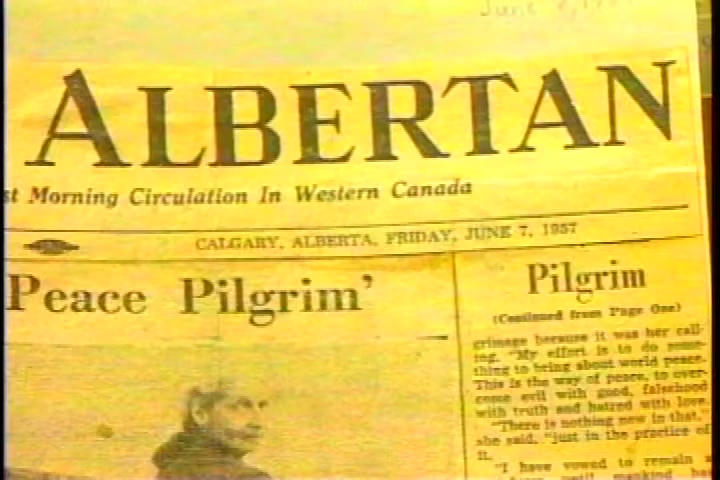 ALBERTAN
st Morning Circulation In Western Canada
CALGARY, ALBERTA, FRIDAY, JUNE 7, 1957
Peace Pilgrim'
Pilgrim
(Continued from Page One)
grimage because it was her call-
ing. "My effort is to do some-
thing to bring about world peace.
This is the way of peace, to over-
come evil with good, falsehood
with truth and hatred with love.
"There is nothing new in that,"
she said, "just in the practice of
it.
"I have vowed to remain a
until mankind has